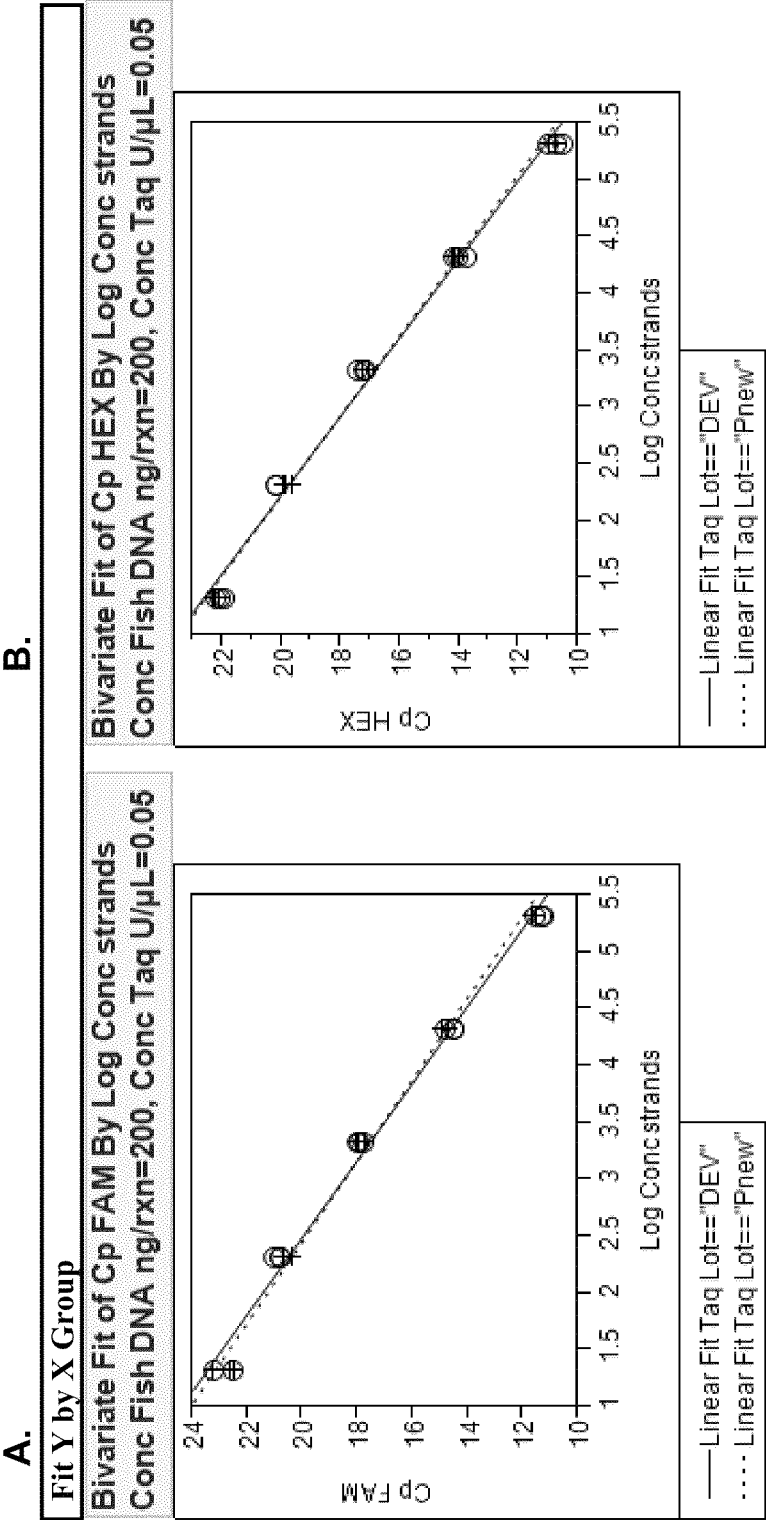 A.
B.
Fit Y by X Group
Bivariate Fit of Cp FAM By Log Conc strands
Conc Fish DNA ng/rxn=200, Conc Taq U/µL=0.05
24
22
20
18
16
14
12
10
Cp FAM
1
1.5
2
2.5
3
3.5
4
4.5
5
5.5
Log Conc strands
Linear Fit Taq Lot=="DEV"
Linear Fit Taq Lot=="Pnew"
Bivariate Fit of Cp HEX By Log Conc strands
Conc Fish DNA ng/rxn=200, Conc Taq U/µL=0.05
22
20
18
16
14
12
10
Cp HEX
1
1.5
2
2.5
3
3.5
4
4.5
5
5.5
Log Conc strands
Linear Fit Taq Lot=="DEV"
Linear Fit Taq Lot=="Pnew"